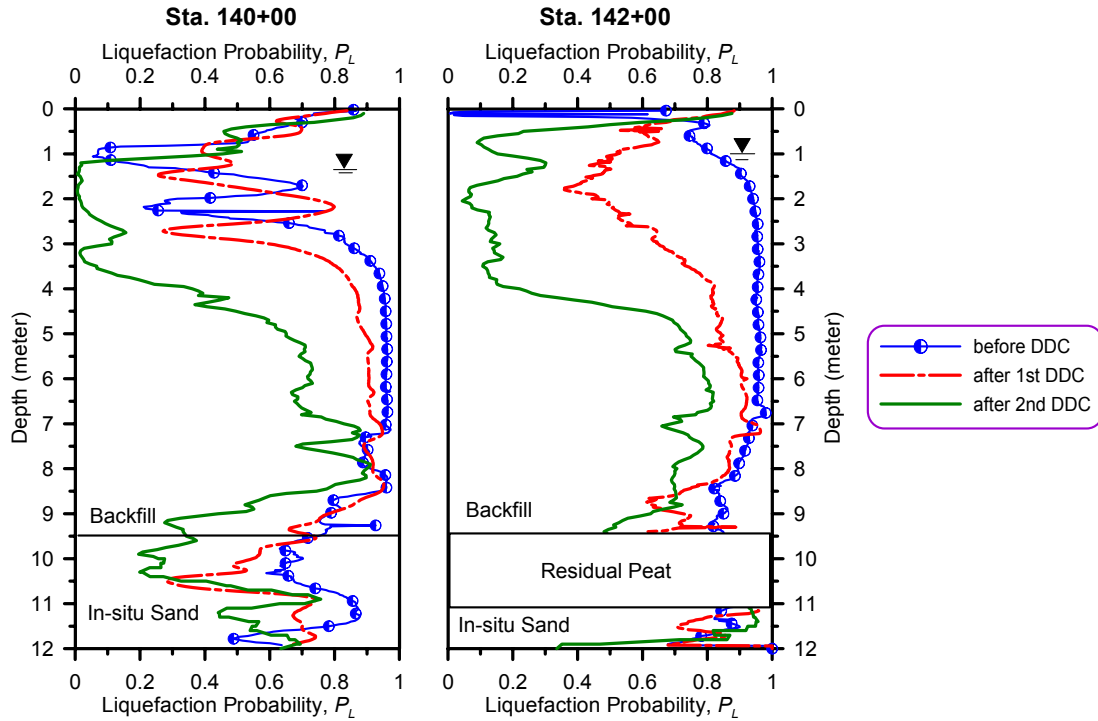 Sta. 140+00
Liquefaction Probability, P_L
0 0.2 0.4 0.6 0.8 1
0
1
2
3
4
5
6
7
8
9
10
11
12
Depth (meter)
Backfill
In-situ Sand
0 0.2 0.4 0.6 0.8 1
Liquefaction Probability, P_L
Sta. 142+00
Liquefaction Probability, P_L
0 0.2 0.4 0.6 0.8 1
0
1
2
3
4
5
6
7
8
9
10
11
12
Depth (meter)
Backfill
Residual Peat
In-situ Sand
0 0.2 0.4 0.6 0.8 1
Liquefaction Probability, P_L
before DDC
after 1st DDC
after 2nd DDC